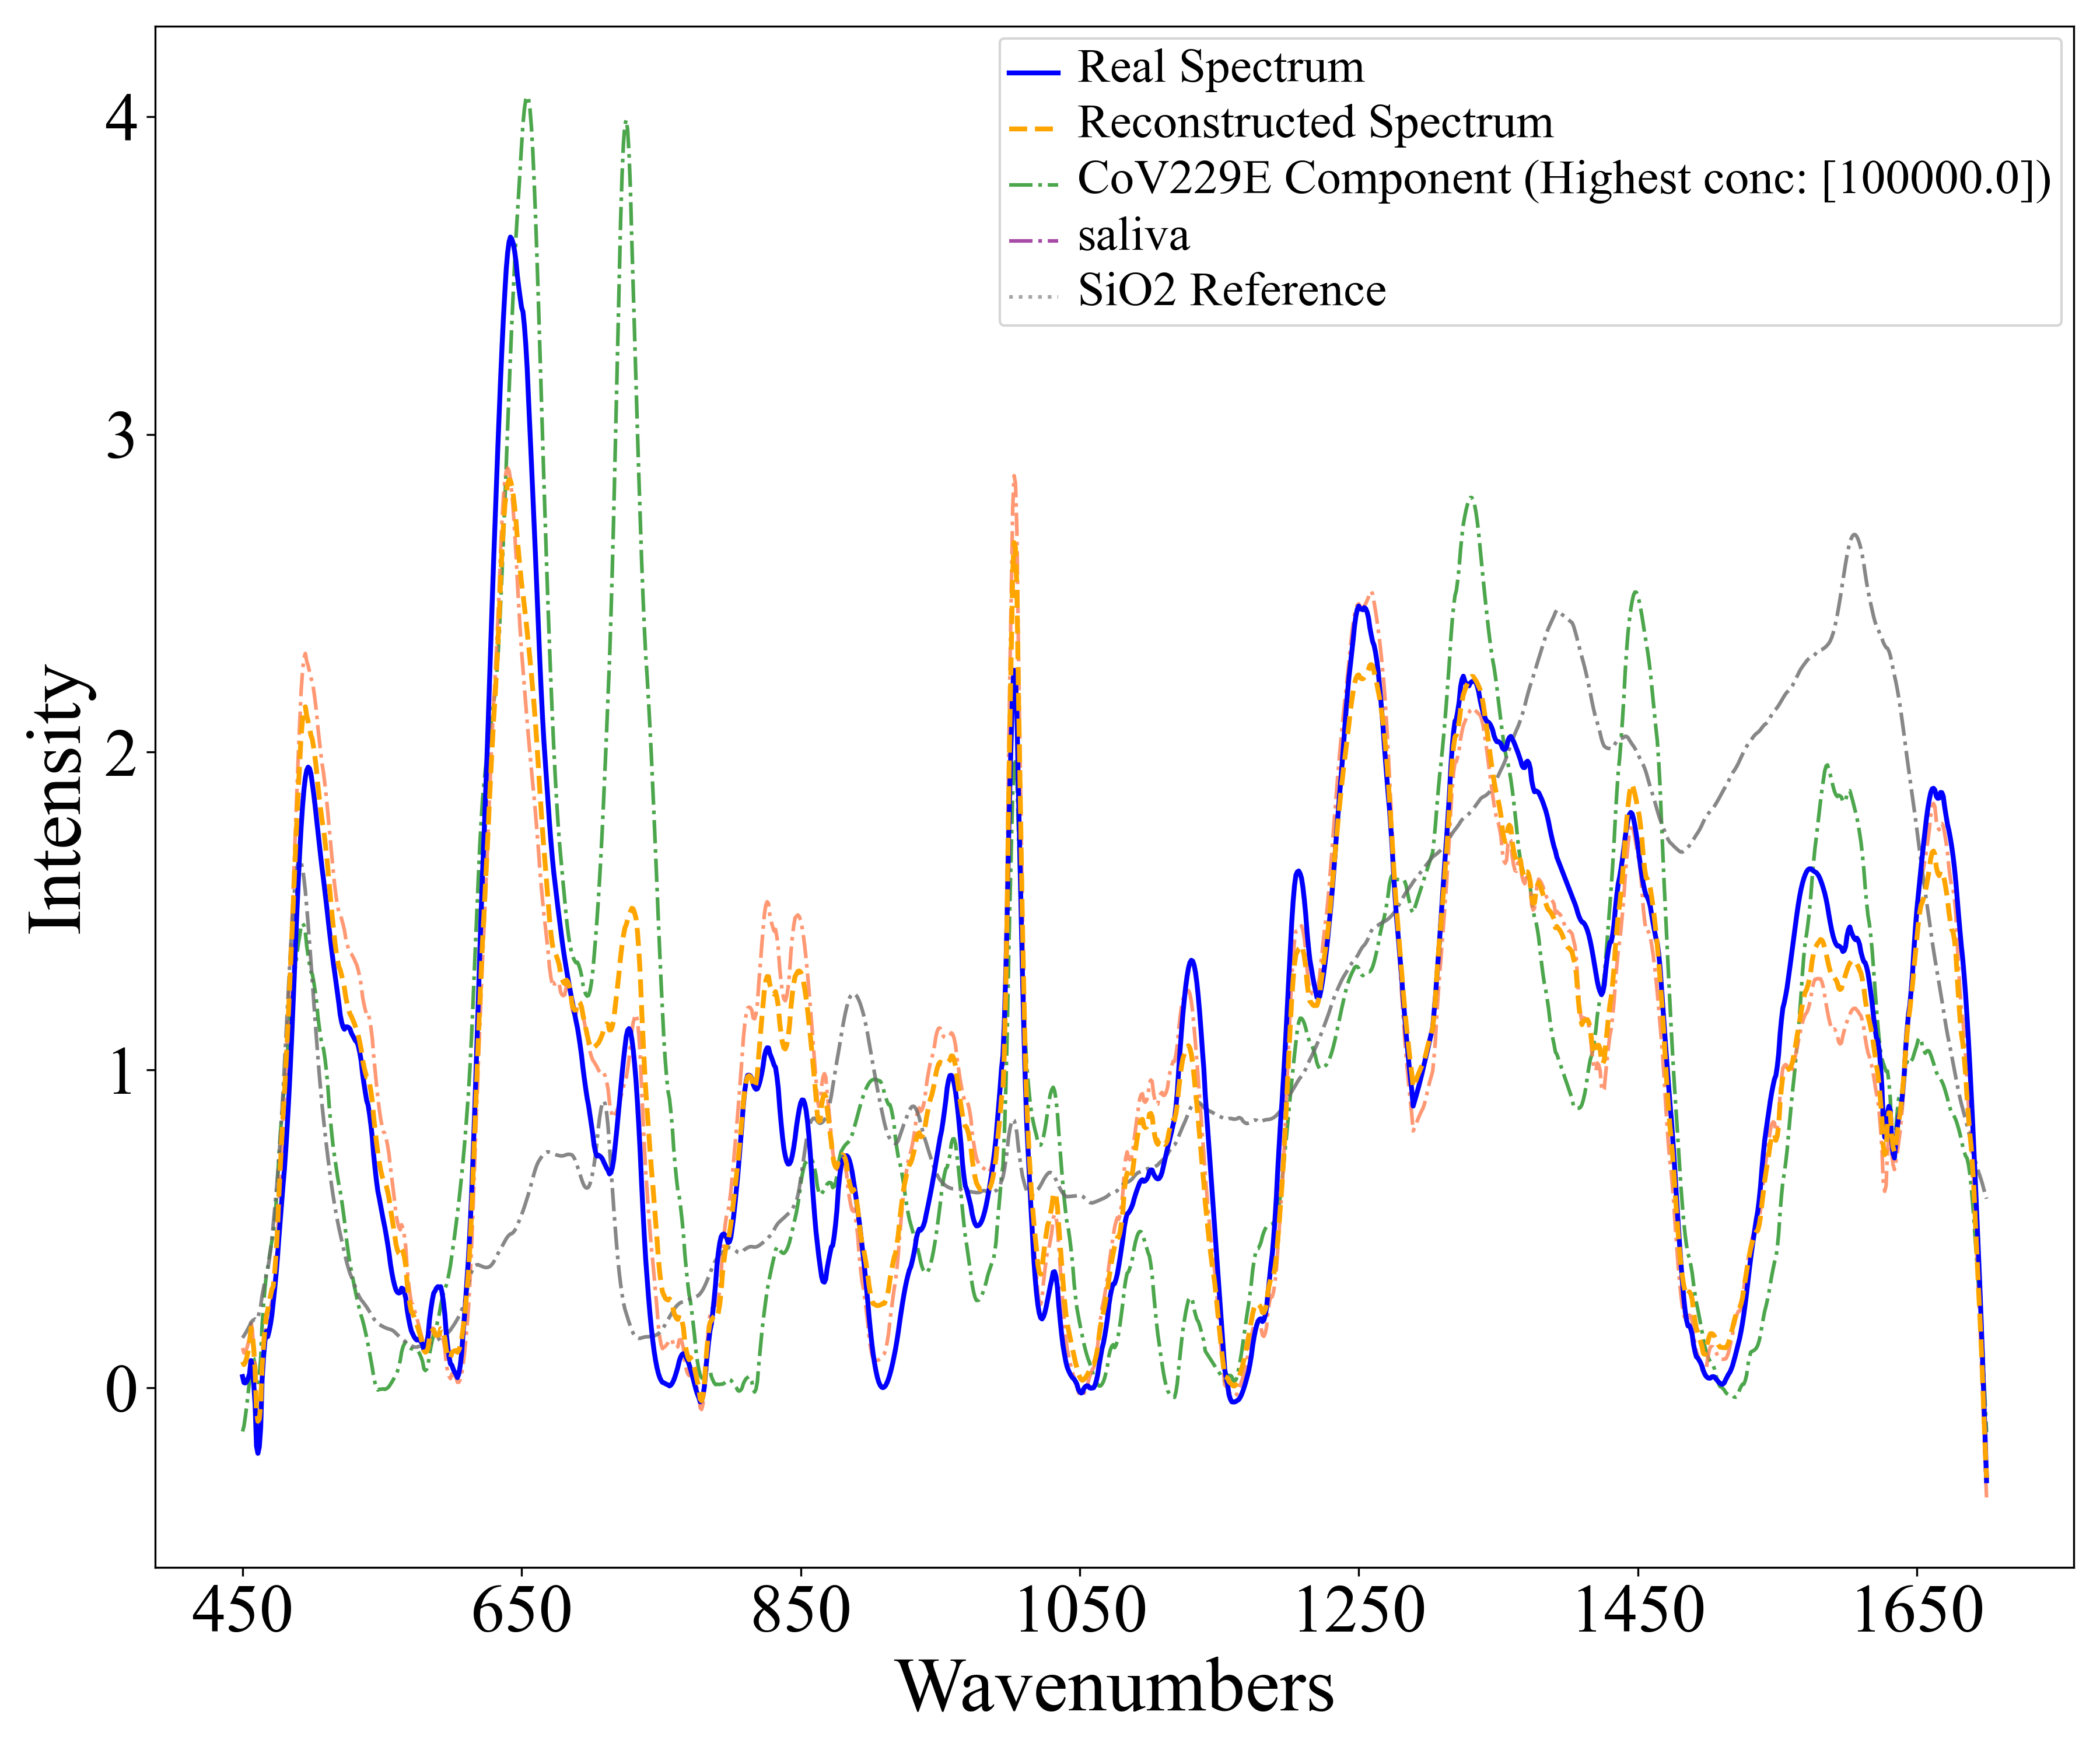 Real Spectrum
Reconstructed Spectrum
CoV229E Component (Highest conc: [100000.0])
saliva
SiO2 Reference
4
3
2
1
0
Intensity
450 650 850 1050 1250 1450 1650
Wavenumbers